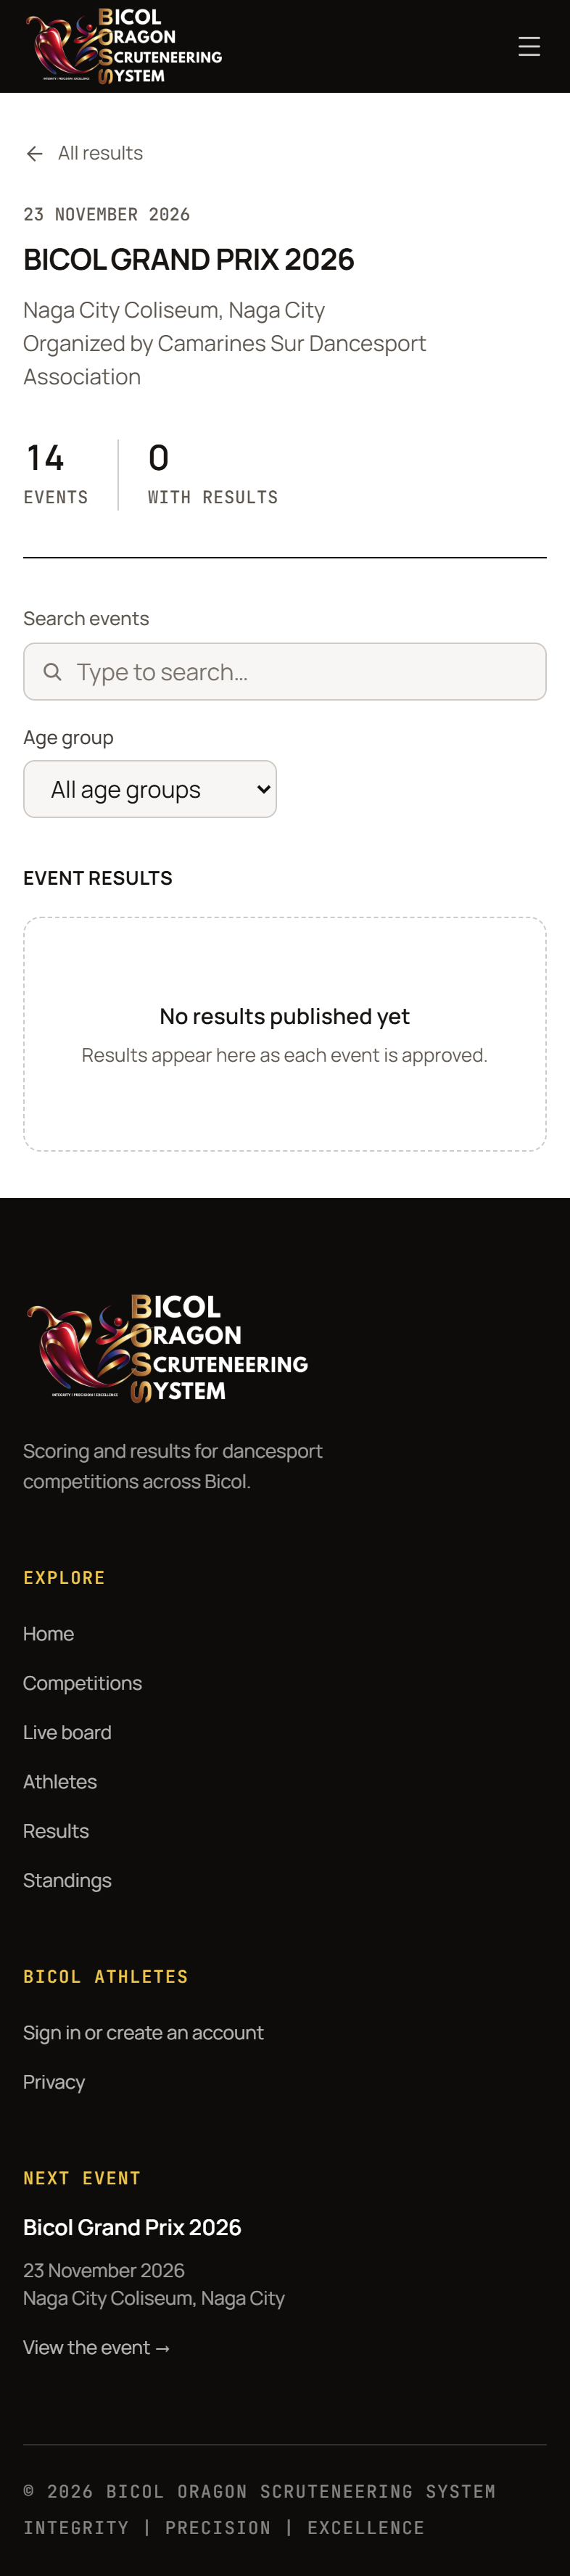 BICOL
ORAGON
SCRUTENEERING
SYSTEM
INTEGRITY | PRECISION | EXCELLENCE
← All results
23 NOVEMBER 2026
BICOL GRAND PRIX 2026
Naga City Coliseum, Naga City
Organized by Camarines Sur Dancesport
Association
14
EVENTS
0
WITH RESULTS
Search events
Type to search...
Age group
All age groups
EVENT RESULTS
No results published yet
Results appear here as each event is approved.
BICOL
ORAGON
SCRUTENEERING
SYSTEM
INTEGRITY | PRECISION | EXCELLENCE
Scoring and results for dancesport
competitions across Bicol.
EXPLORE
Home
Competitions
Live board
Athletes
Results
Standings
BICOL ATHLETES
Sign in or create an account
Privacy
NEXT EVENT
Bicol Grand Prix 2026
23 November 2026
Naga City Coliseum, Naga City
View the event →
© 2026 BICOL ORAGON SCRUTENEERING SYSTEM
INTEGRITY | PRECISION | EXCELLENCE